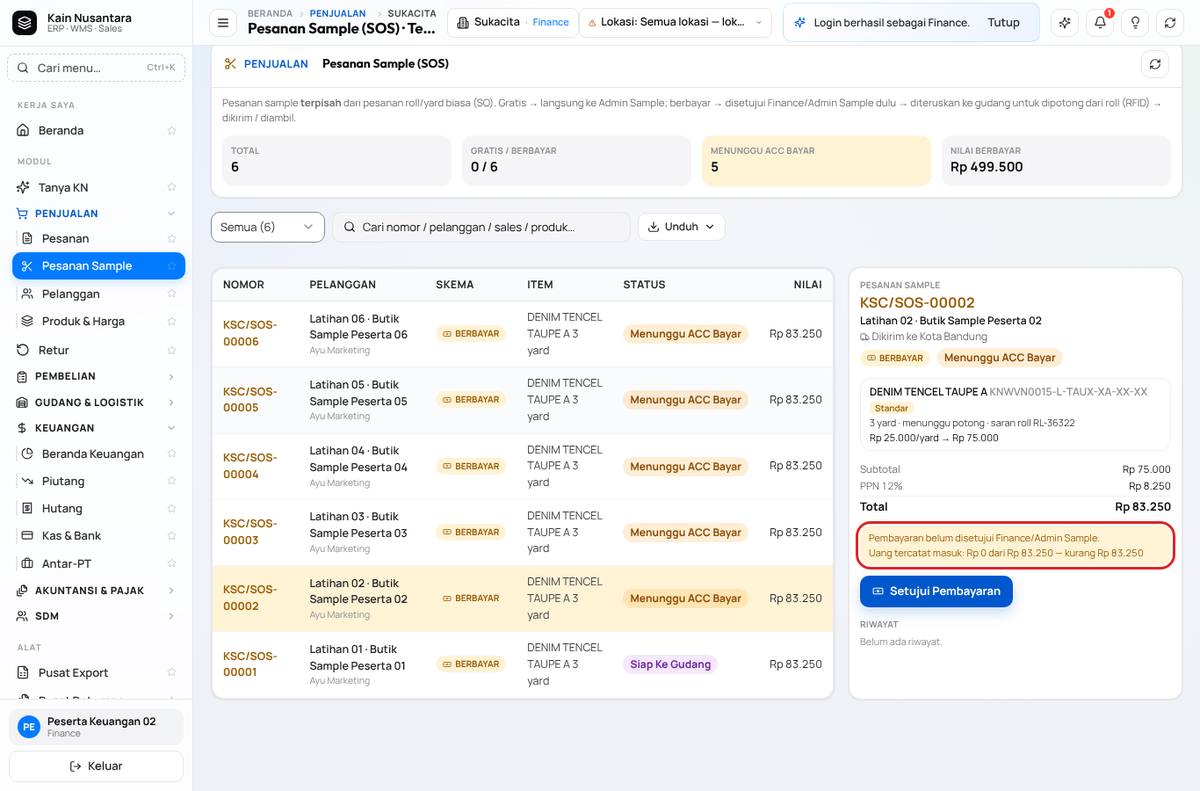 Kain Nusantara
ERP · WMS · Sales
Cari menu...
Ctrl+K
KERJA SAYA
Beranda
MODUL
Tanya KN
PENJUALAN
Pesanan
Pesanan Sample
Pelanggan
Produk & Harga
Retur
PEMBELIAN
GUDANG & LOGISTIK
KEUANGAN
Beranda Keuangan
Piutang
Hutang
Kas & Bank
Antar-PT
AKUNTANSI & PAJAK
SDM
ALAT
Pusat Export
PE
Peserta Keuangan 02
Finance
Keluar
BERANDA › PENJUALAN › SUKACITA
Pesanan Sample (SOS) · Te...
Sukacita · Finance
Lokasi: Semua lokasi — lok...
Login berhasil sebagai Finance.
Tutup
1
PENJUALAN
Pesanan Sample (SOS)
Pesanan sample terpisah dari pesanan roll/yard biasa (SO). Gratis → langsung ke Admin Sample; berbayar → disetujui Finance/Admin Sample dulu → diteruskan ke gudang untuk dipotong dari roll (RFID) →
dikirim / diambil.
TOTAL
6
GRATIS / BERBAYAR
0 / 6
MENUNGGU ACC BAYAR
5
NILAI BERBAYAR
Rp 499.500
Semua (6)
Cari nomor / pelanggan / sales / produk...
Unduh
NOMOR PELANGGAN SKEMA ITEM STATUS NILAI
KSC/SOS-
00006
Latihan 06 · Butik
Sample Peserta 06
Ayu Marketing
BERBAYAR
DENIM TENCEL
TAUPE A 3
yard
Menunggu ACC Bayar
Rp 83.250
KSC/SOS-
00005
Latihan 05 · Butik
Sample Peserta 05
Ayu Marketing
BERBAYAR
DENIM TENCEL
TAUPE A 3
yard
Menunggu ACC Bayar
Rp 83.250
KSC/SOS-
00004
Latihan 04 · Butik
Sample Peserta 04
Ayu Marketing
BERBAYAR
DENIM TENCEL
TAUPE A 3
yard
Menunggu ACC Bayar
Rp 83.250
KSC/SOS-
00003
Latihan 03 · Butik
Sample Peserta 03
Ayu Marketing
BERBAYAR
DENIM TENCEL
TAUPE A 3
yard
Menunggu ACC Bayar
Rp 83.250
KSC/SOS-
00002
Latihan 02 · Butik
Sample Peserta 02
Ayu Marketing
BERBAYAR
DENIM TENCEL
TAUPE A 3
yard
Menunggu ACC Bayar
Rp 83.250
KSC/SOS-
00001
Latihan 01 · Butik
Sample Peserta 01
Ayu Marketing
BERBAYAR
DENIM TENCEL
TAUPE A 3
yard
Siap Ke Gudang
Rp 83.250
PESANAN SAMPLE
KSC/SOS-00002
Latihan 02 · Butik Sample Peserta 02
Dikirim ke Kota Bandung
BERBAYAR
Menunggu ACC Bayar
DENIM TENCEL TAUPE A KNWVN0015-L-TAUX-XA-XX-XX
Standar
3 yard · menunggu potong · saran roll RL-36322
Rp 25.000/yard → Rp 75.000
Subtotal Rp 75.000
PPN 12% Rp 8.250
Total Rp 83.250
Pembayaran belum disetujui Finance/Admin Sample.
Uang tercatat masuk: Rp 0 dari Rp 83.250 — kurang Rp 83.250
Setujui Pembayaran
RIWAYAT
Belum ada riwayat.